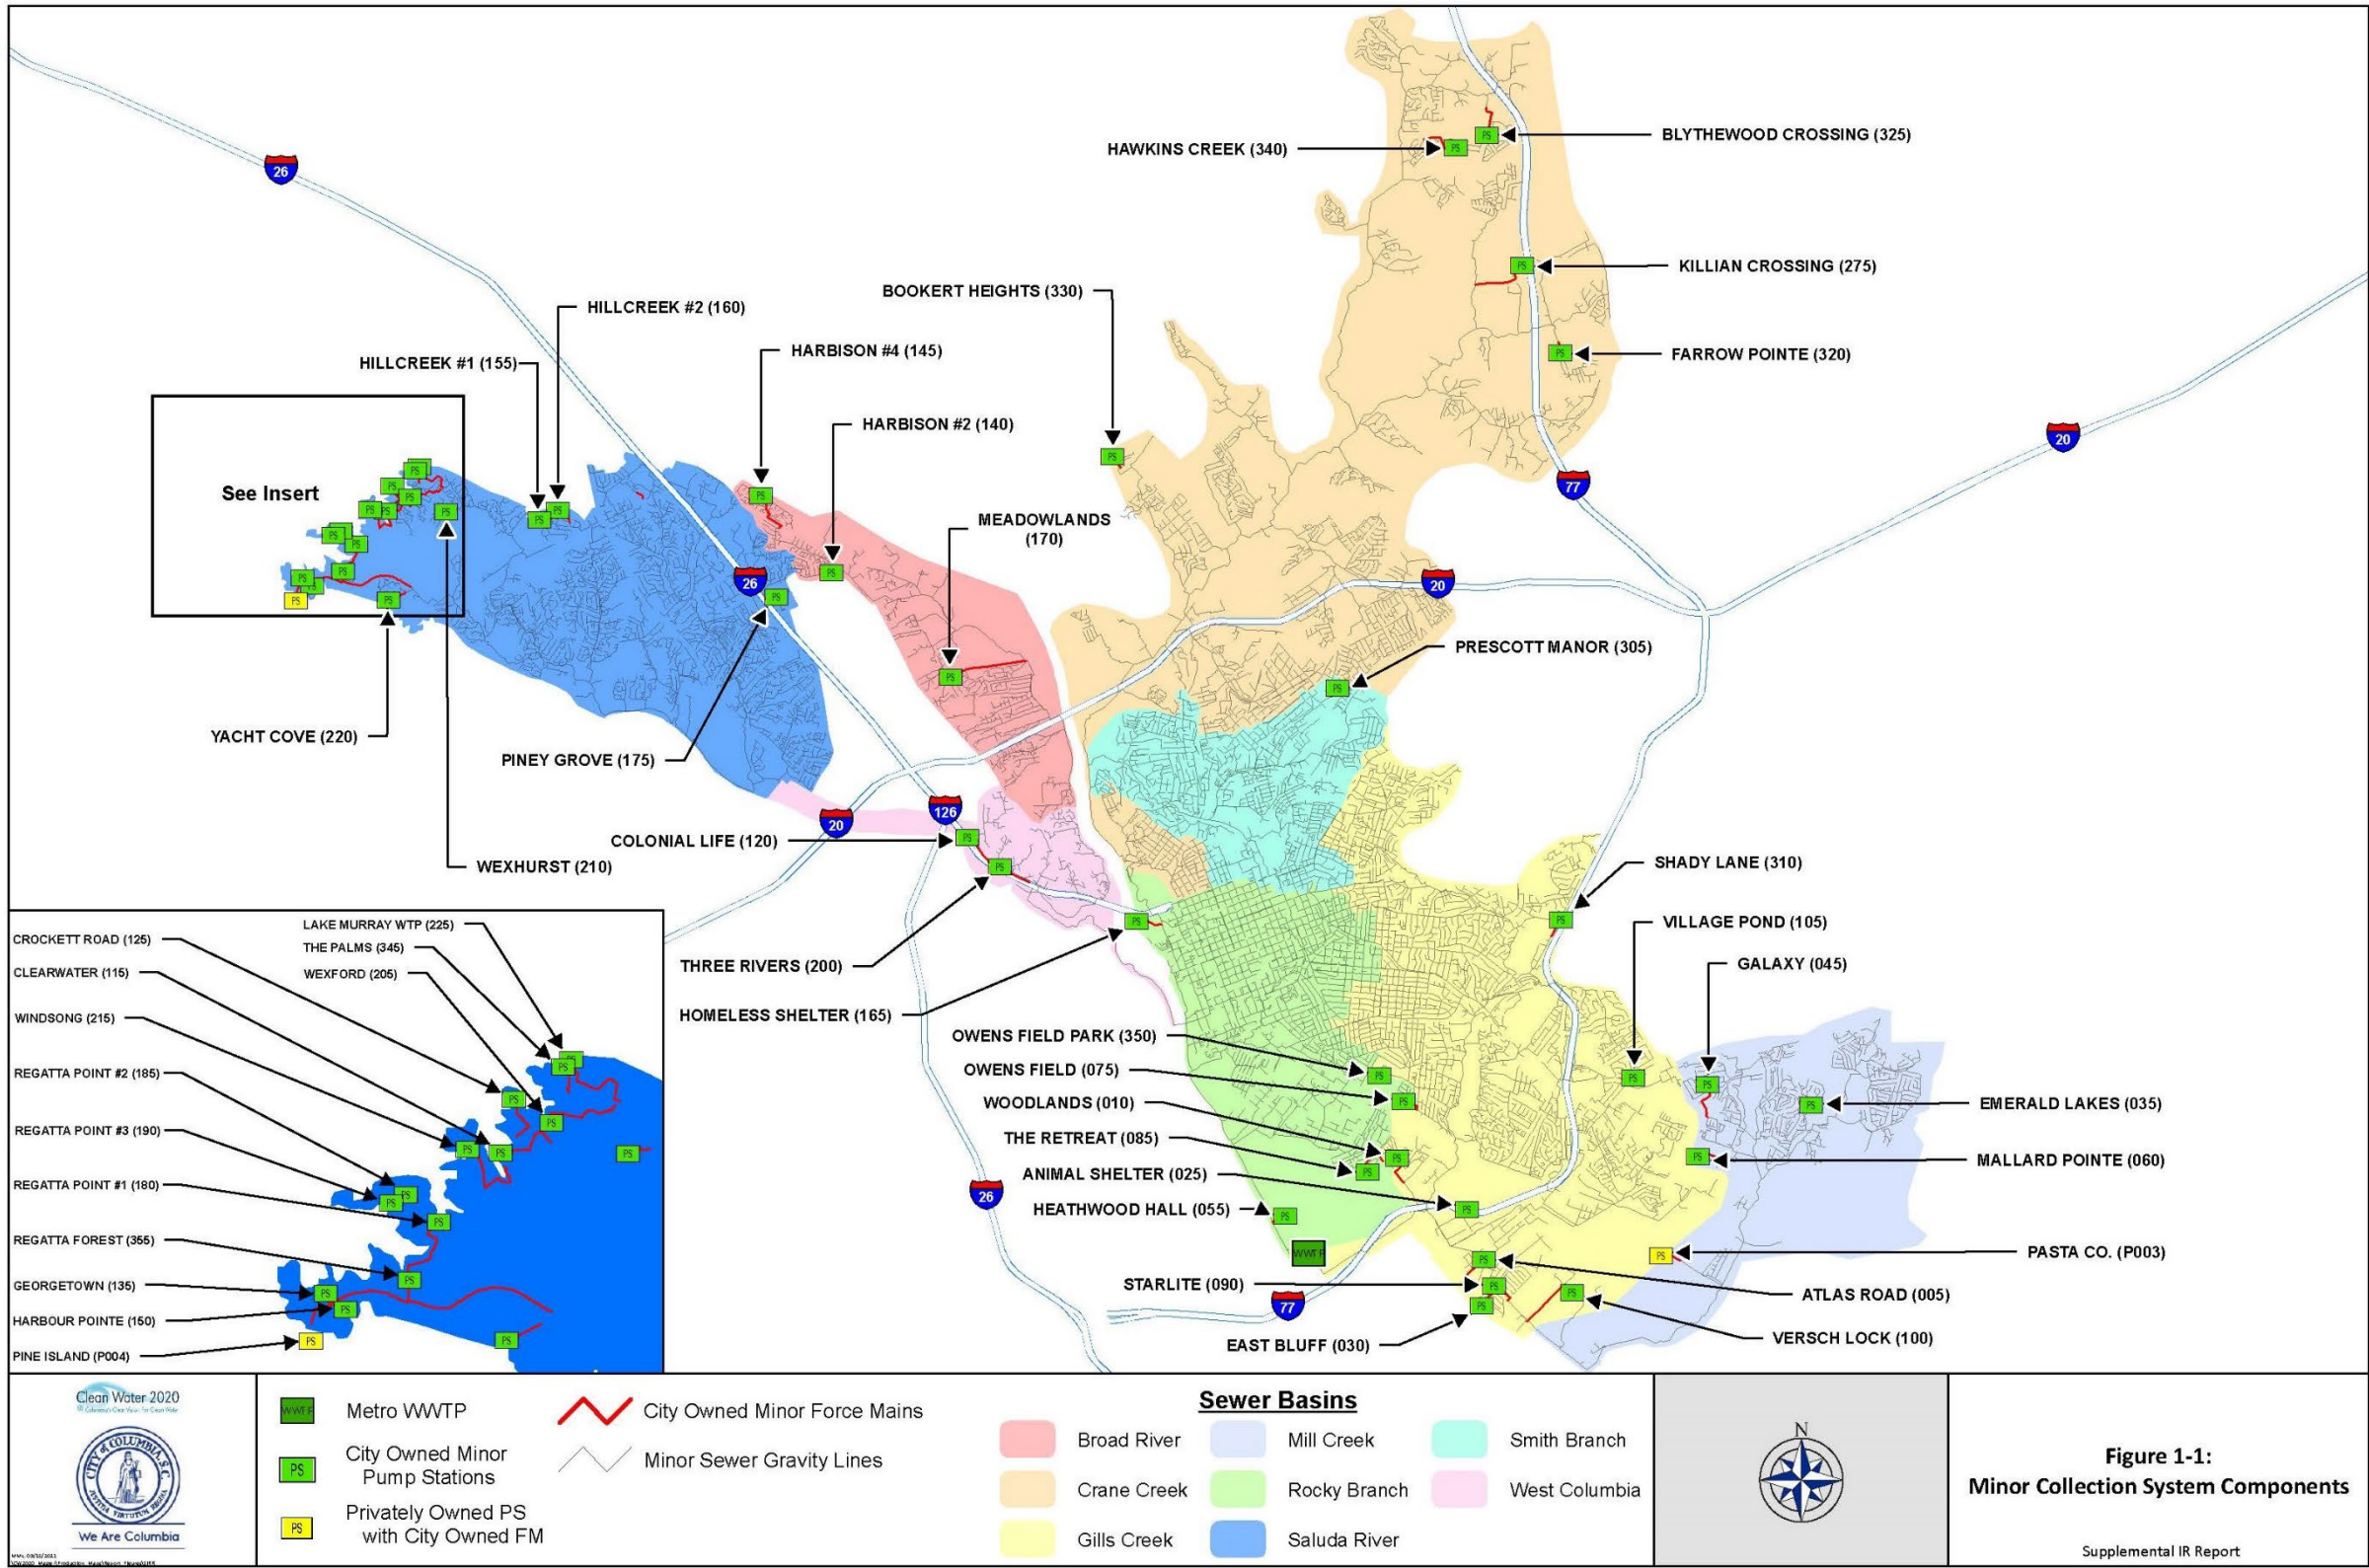 26
HAWKINS CREEK (340)
BLYTHEWOOD CROSSING (325)
KILLIAN CROSSING (275)
BOOKERT HEIGHTS (330)
HILLCREEK #2 (160)
HARBISON #4 (145)
FARROW POINTE (320)
HILLCREEK #1 (155)
HARBISON #2 (140)
20
See Insert
77
MEADOWLANDS
(170)
26
20
PRESCOTT MANOR (305)
YACHT COVE (220)
PINEY GROVE (175)
126
20
COLONIAL LIFE (120)
WEXHURST (210)
SHADY LANE (310)
VILLAGE POND (105)
THREE RIVERS (200)
GALAXY (045)
HOMELESS SHELTER (165)
OWENS FIELD PARK (350)
OWENS FIELD (075)
WOODLANDS (010)
EMERALD LAKES (035)
THE RETREAT (085)
MALLARD POINTE (060)
ANIMAL SHELTER (025)
26
HEATHWOOD HALL (055)
WWTP
PASTA CO. (P003)
STARLITE (090)
ATLAS ROAD (005)
77
VERSCH LOCK (100)
EAST BLUFF (030)
LAKE MURRAY WTP (225)
CROCKETT ROAD (125)
THE PALMS (345)
CLEARWATER (115)
WEXFORD (205)
WINDSONG (215)
REGATTA POINT #2 (185)
REGATTA POINT #3 (190)
REGATTA POINT #1 (180)
REGATTA FOREST (355)
GEORGETOWN (135)
HARBOUR POINTE (150)
PINE ISLAND (P004)
PS
Clean Water 2020
CITY of COLUMBIA, S.C.
We Are Columbia
WWTP
Metro WWTP
PS
City Owned Minor
Pump Stations
PS
Privately Owned PS
with City Owned FM
City Owned Minor Force Mains
Minor Sewer Gravity Lines
Sewer Basins
Broad River
Mill Creek
Smith Branch
Crane Creek
Rocky Branch
West Columbia
Gills Creek
Saluda River
N
Figure 1-1:
Minor Collection System Components
Supplemental IR Report